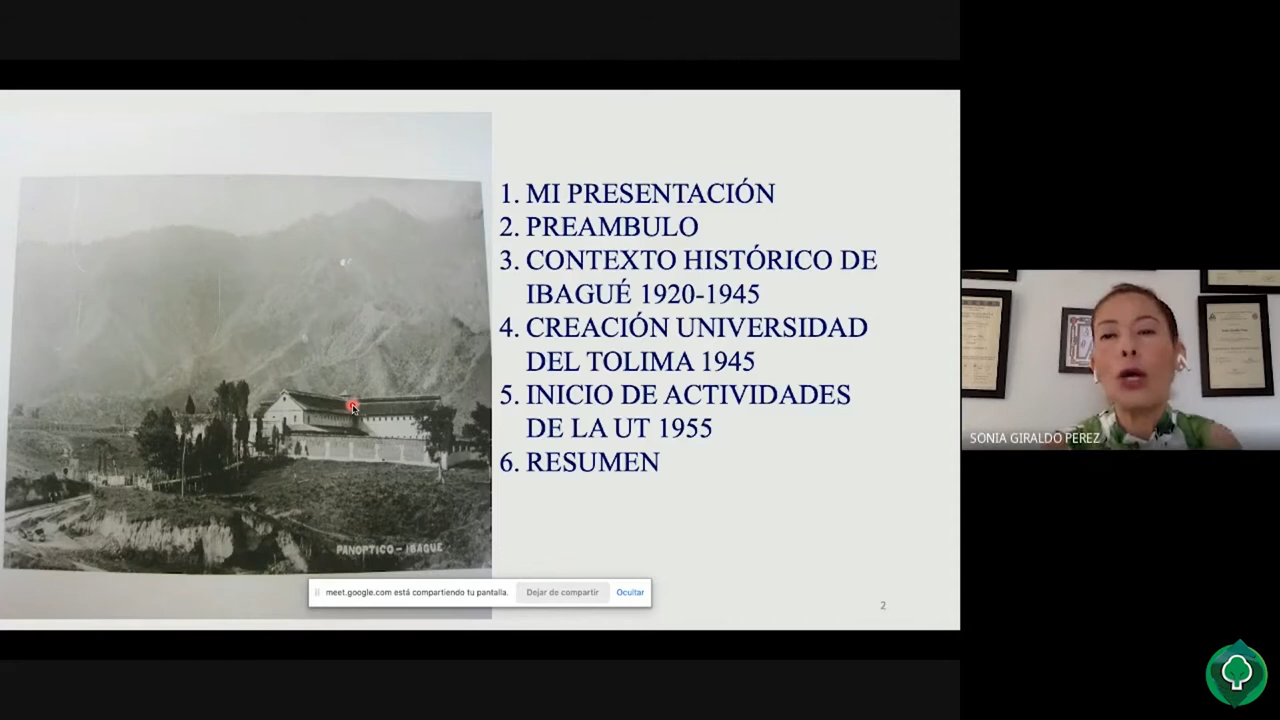 1. MI PRESENTACIÓN
2. PREAMBULO
3. CONTEXTO HISTÓRICO DE
IBAGUÉ 1920-1945
4. CREACIÓN UNIVERSIDAD
DEL TOLIMA 1945
5. INICIO DE ACTIVIDADES
DE LA UT 1955
6. RESUMEN
PANOPTICO - IBAGUE
meet.google.com está compartiendo tu pantalla.
Dejar de compartir
Ocultar
2
SONIA GIRALDO PEREZ